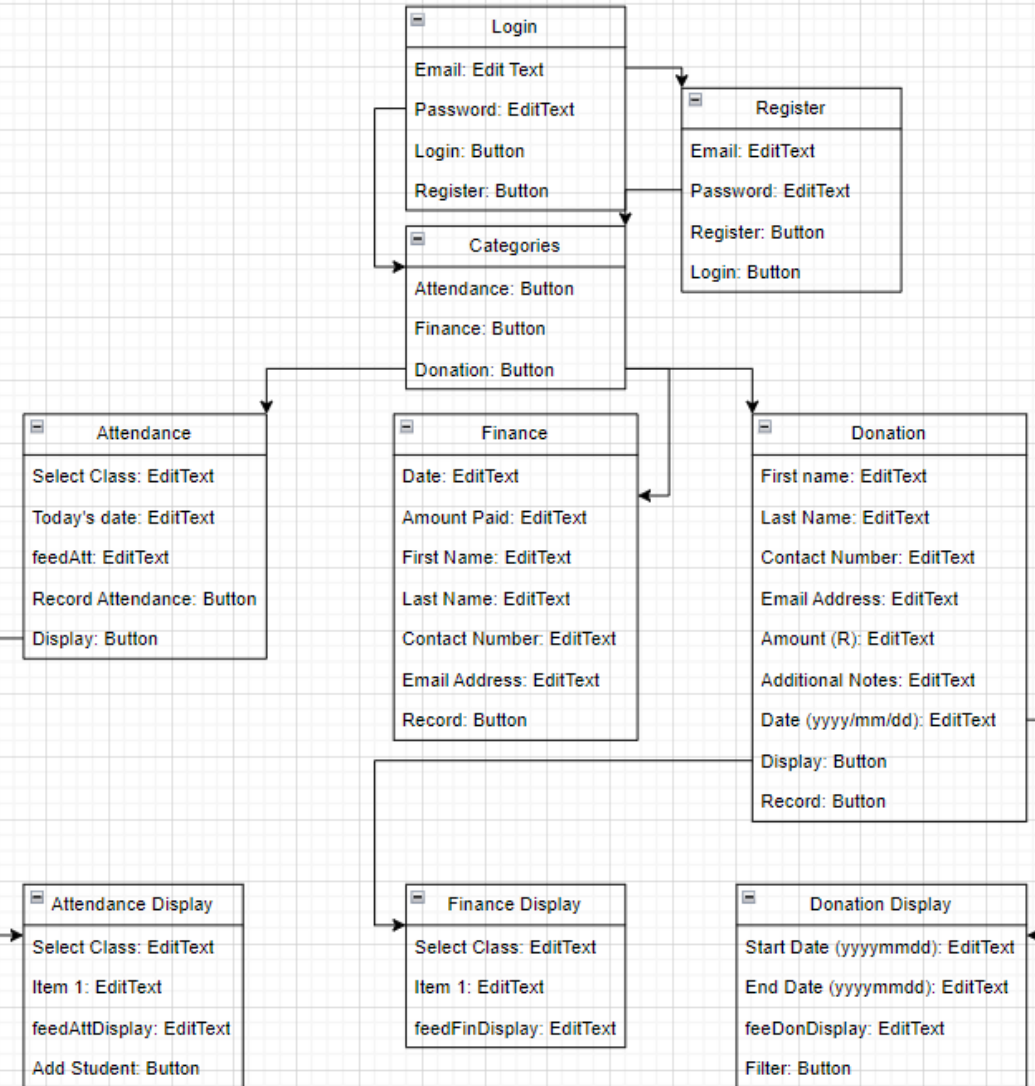 Login
Email: Edit Text
Password: EditText
Login: Button
Register: Button
Register
Email: EditText
Password: EditText
Register: Button
Login: Button
Categories
Attendance: Button
Finance: Button
Donation: Button
Attendance
Select Class: EditText
Today's date: EditText
feedAtt: EditText
Record Attendance: Button
Display: Button
Finance
Date: EditText
Amount Paid: EditText
First Name: EditText
Last Name: EditText
Contact Number: EditText
Email Address: EditText
Record: Button
Donation
First name: EditText
Last Name: EditText
Contact Number: EditText
Email Address: EditText
Amount (R): EditText
Additional Notes: EditText
Date (yyyy/mm/dd): EditText
Display: Button
Record: Button
Attendance Display
Select Class: EditText
Item 1: EditText
feedAttDisplay: EditText
Add Student: Button
Finance Display
Select Class: EditText
Item 1: EditText
feedFinDisplay: EditText
Donation Display
Start Date (yyyymmdd): EditText
End Date (yyyymmdd): EditText
feeDonDisplay: EditText
Filter: Button